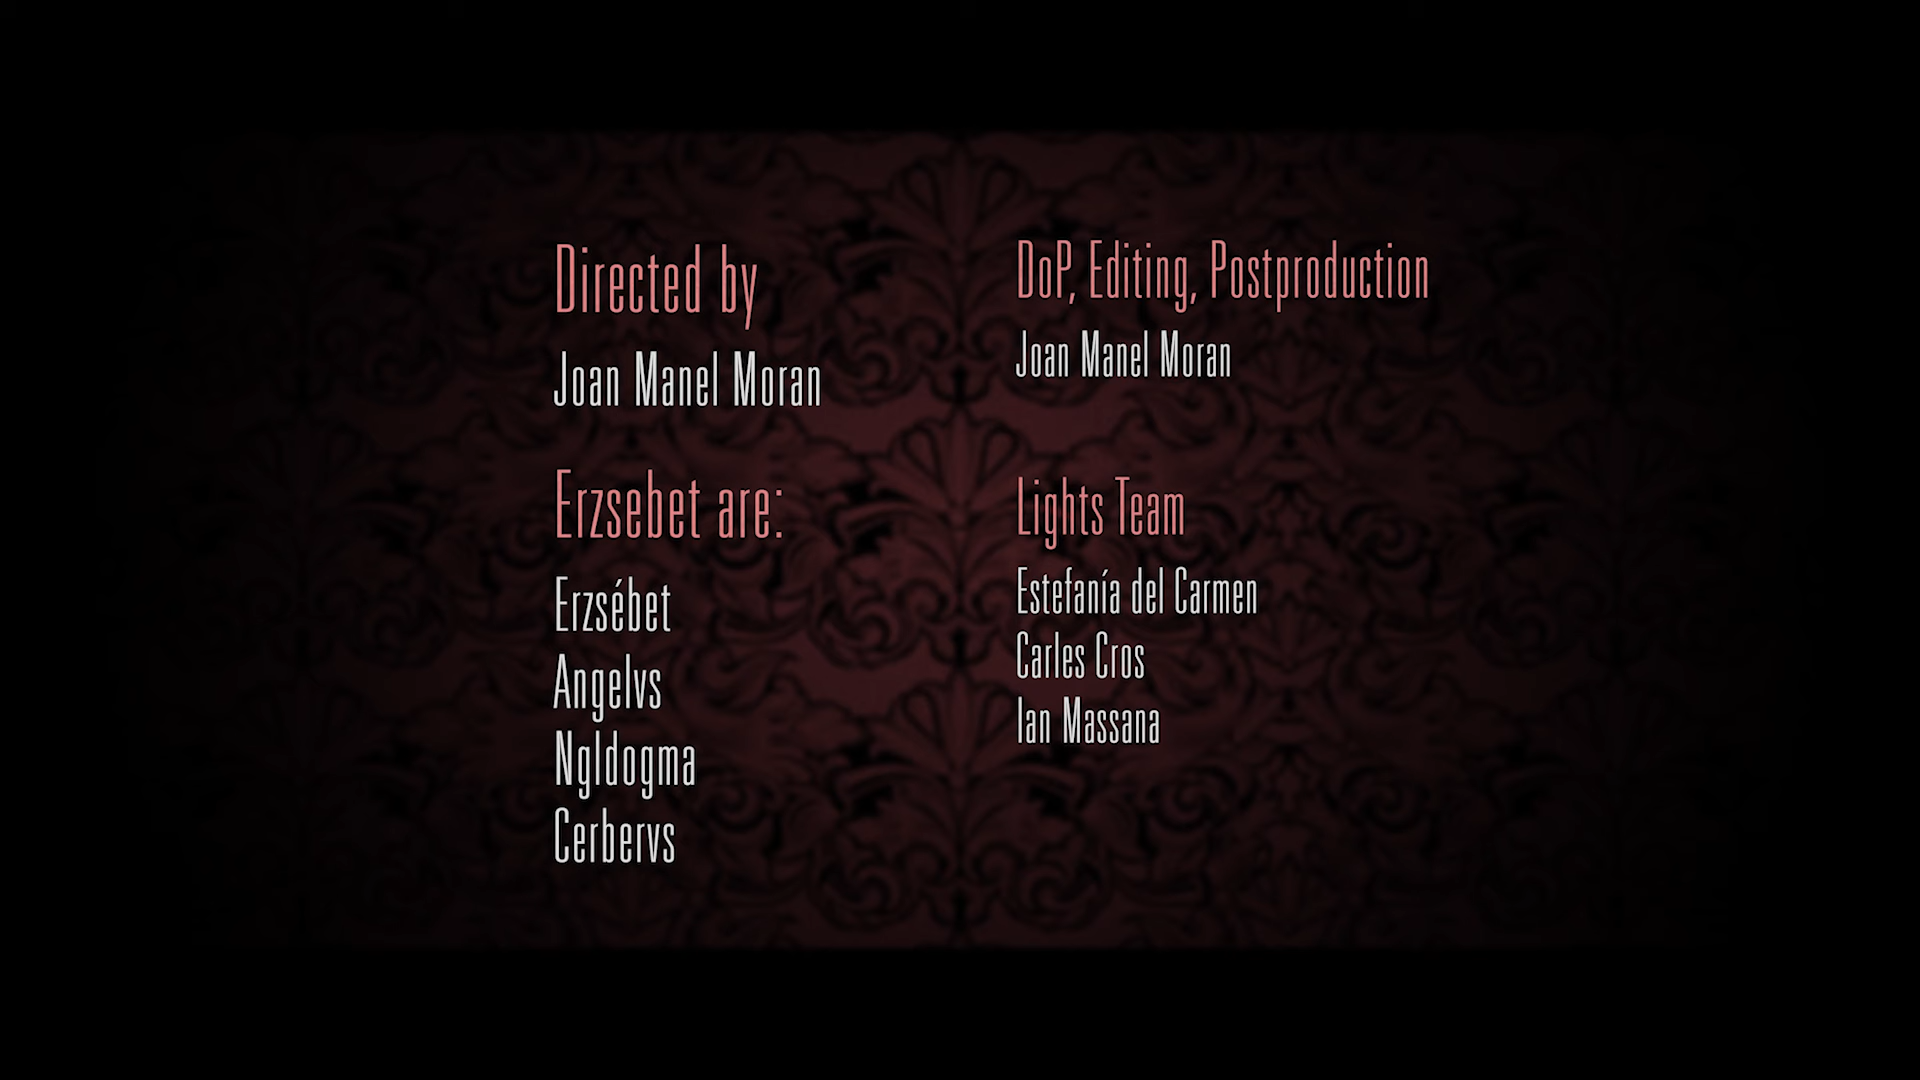 Directed by
Joan Manel Moran
Erzsebet are:
Erzsébet
Angelvs
Ngldogma
Cerbervs
DoP, Editing, Postproduction
Joan Manel Moran
Lights Team
Estefanía del Carmen
Carles Cros
Ian Massana